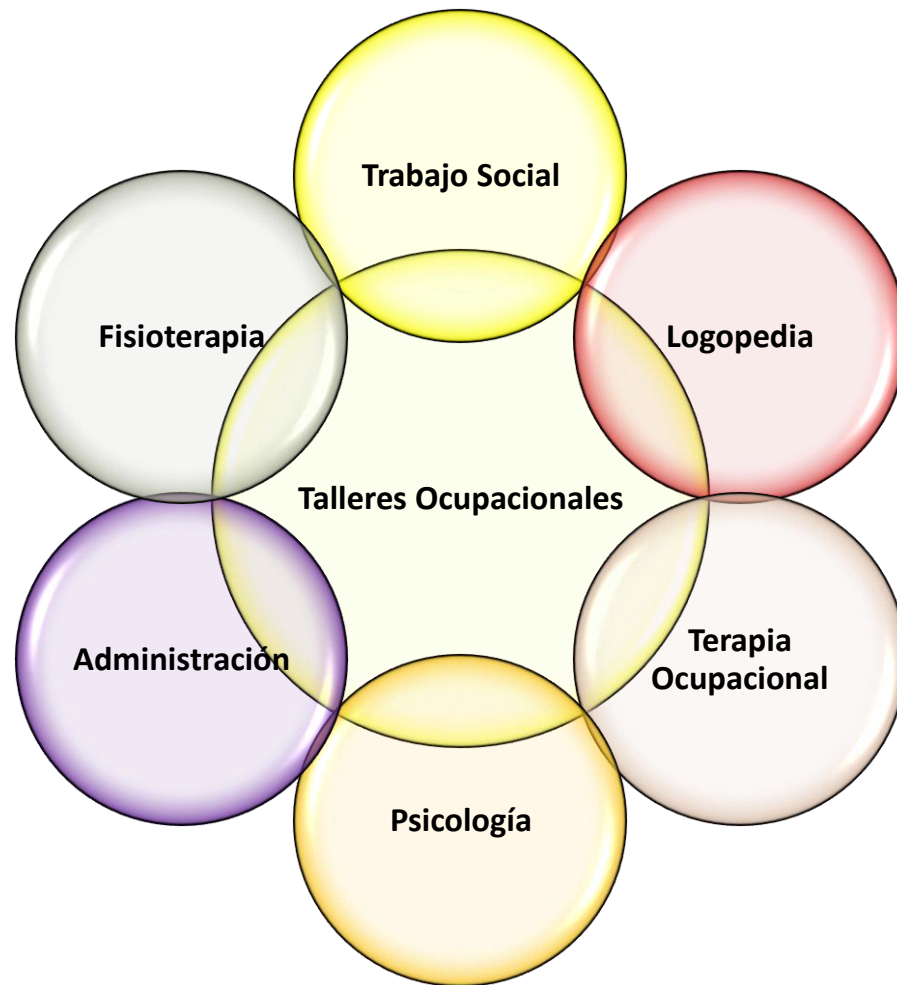 Trabajo Social
Fisioterapia
Logopedia
Talleres Ocupacionales
Administración
Terapia
Ocupacional
Psicología